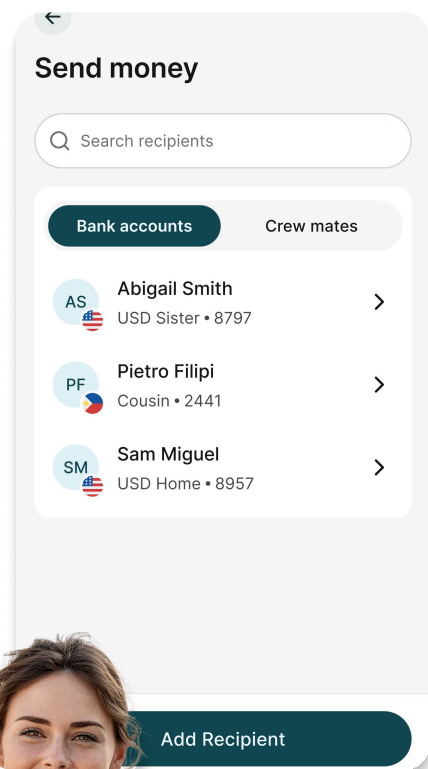 Send money
Search recipients
Bank accounts
Crew mates
AS
Abigail Smith
USD Sister • 8797
PF
Pietro Filipi
Cousin • 2441
SM
Sam Miguel
USD Home • 8957
Add Recipient